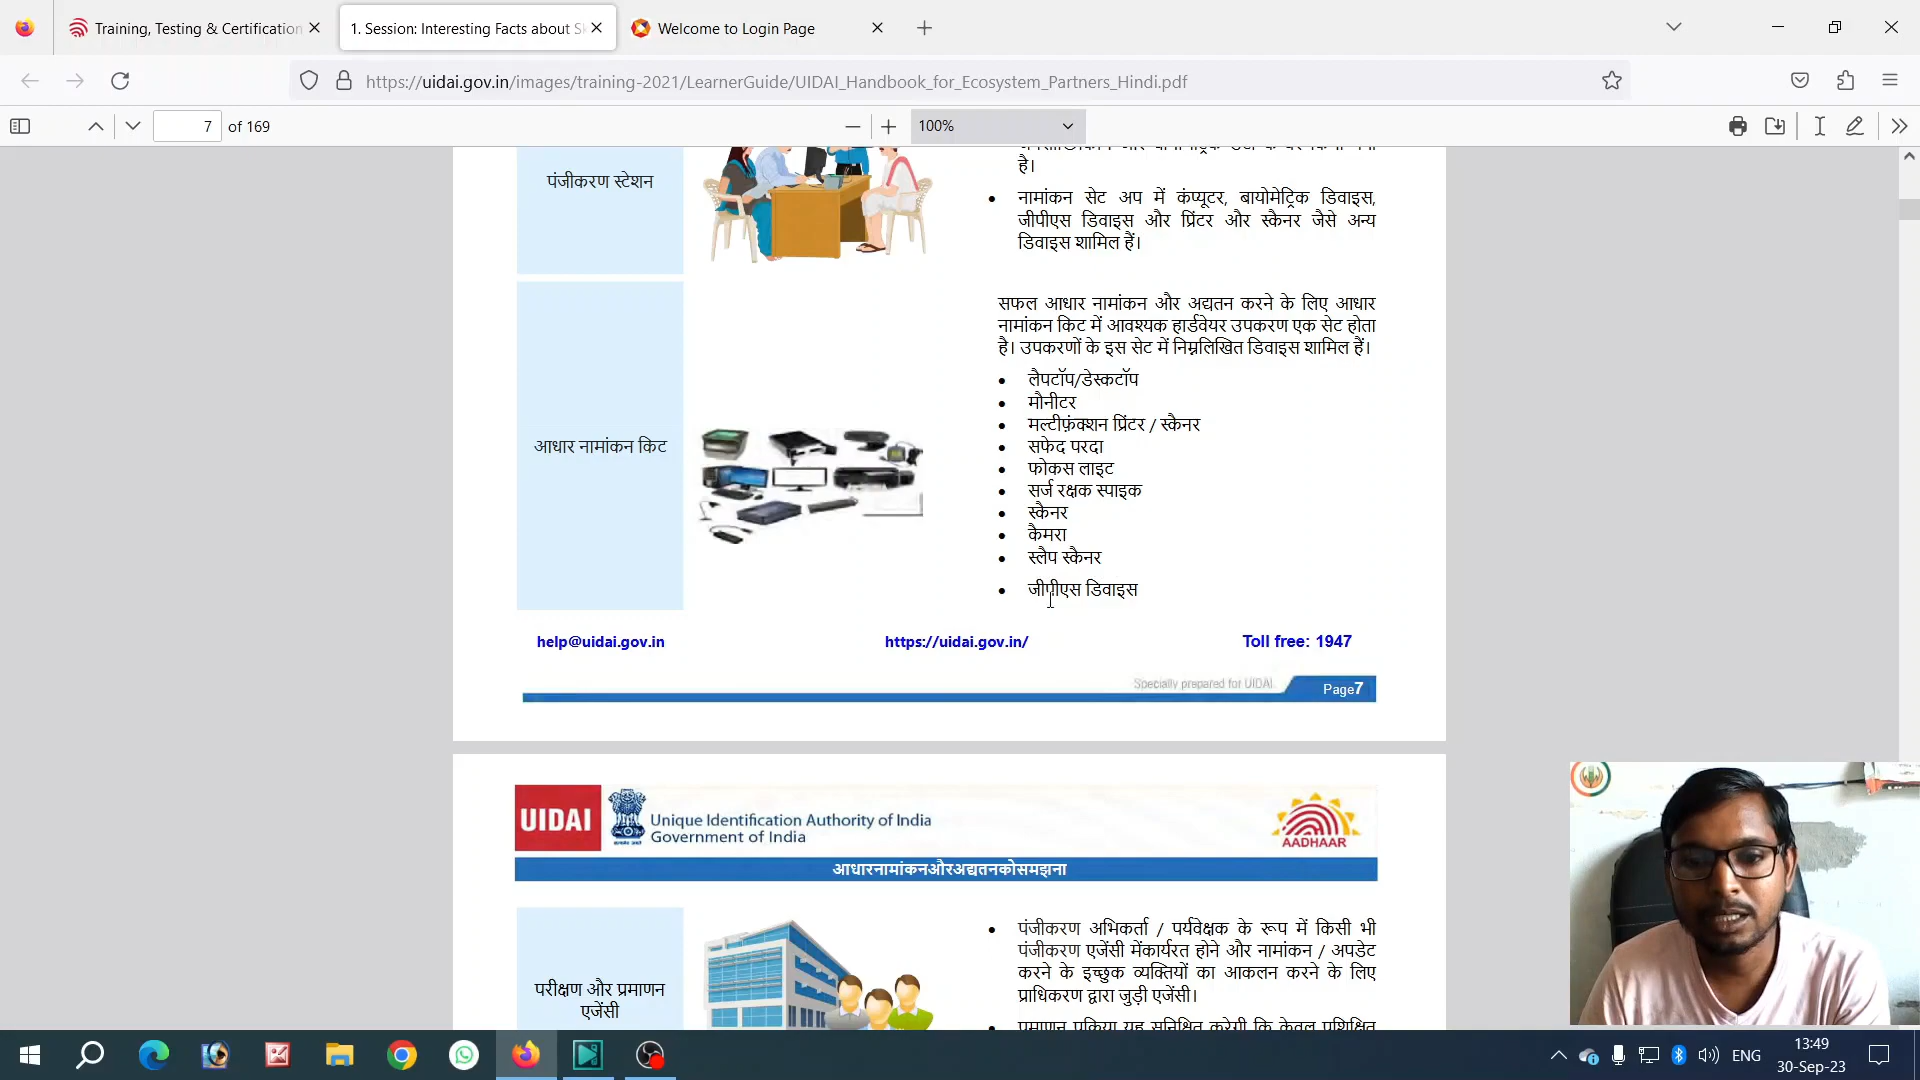 Training, Testing & Certification
1. Session: Interesting Facts about S
Welcome to Login Page
https://uidai.gov.in/images/training-2021/LearnerGuide/UIDAI_Handbook_for_Ecosystem_Partners_Hindi.pdf
7 of 169
100%
पंजीकरण स्टेशन
है।
• नामांकन सेट अप में कंप्यूटर, बायोमेट्रिक डिवाइस,
जीपीएस डिवाइस और प्रिंटर और स्कैनर जैसे अन्य
डिवाइस शामिल हैं।
आधार नामांकन किट
सफल आधार नामांकन और अद्यतन करने के लिए आधार
नामांकन किट में आवश्यक हार्डवेयर उपकरण एक सेट होता
है। उपकरणों के इस सेट में निम्नलिखित डिवाइस शामिल हैं।
• लैपटॉप/डेस्कटॉप
• मौनीटर
• मल्टीफ़ंक्शन प्रिंटर / स्कैनर
• सफेद परदा
• फोकस लाइट
• सर्ज रक्षक स्पाइक
• स्कैनर
• कैमरा
• स्लैप स्कैनर
• जीपीएस डिवाइस
help@uidai.gov.in https://uidai.gov.in/ Toll free: 1947
Specially prepared for UIDAI.
Page7
UIDAI
Unique Identification Authority of India
Government of India
AADHAAR
आधारनामांकनऔरअद्यतनकोसमझना
परीक्षण और प्रमाणन
एजेंसी
• पंजीकरण अभिकर्ता / पर्यवेक्षक के रूप में किसी भी
पंजीकरण एजेंसी मेंकार्यरत होने और नामांकन / अपडेट
करने के इच्छुक व्यक्तियों का आकलन करने के लिए
प्राधिकरण द्वारा जुड़ी एजेंसी।
• प्रमाणन प्रक्रिया यह सुनिश्चित करेगी कि केवल प्रशिक्षित
ENG
13:49
30-Sep-23